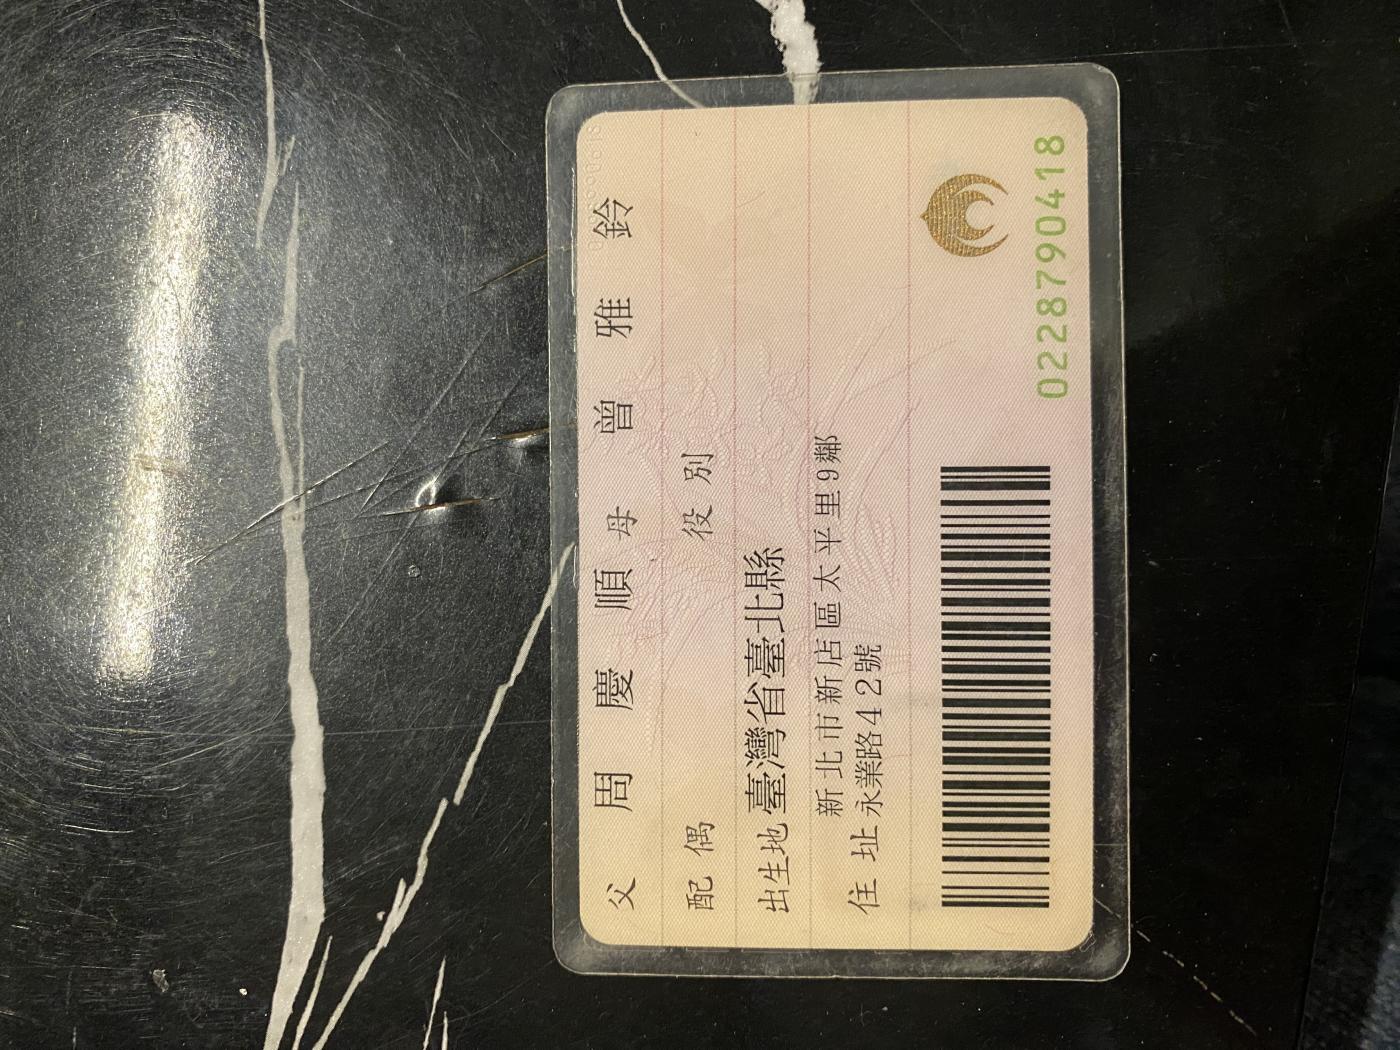 父 周慶順 母 曾雅鈴
配偶 役別
出生地 臺灣省臺北縣
住址 新北市新店區太平里9鄰
永業路42號
0228790418